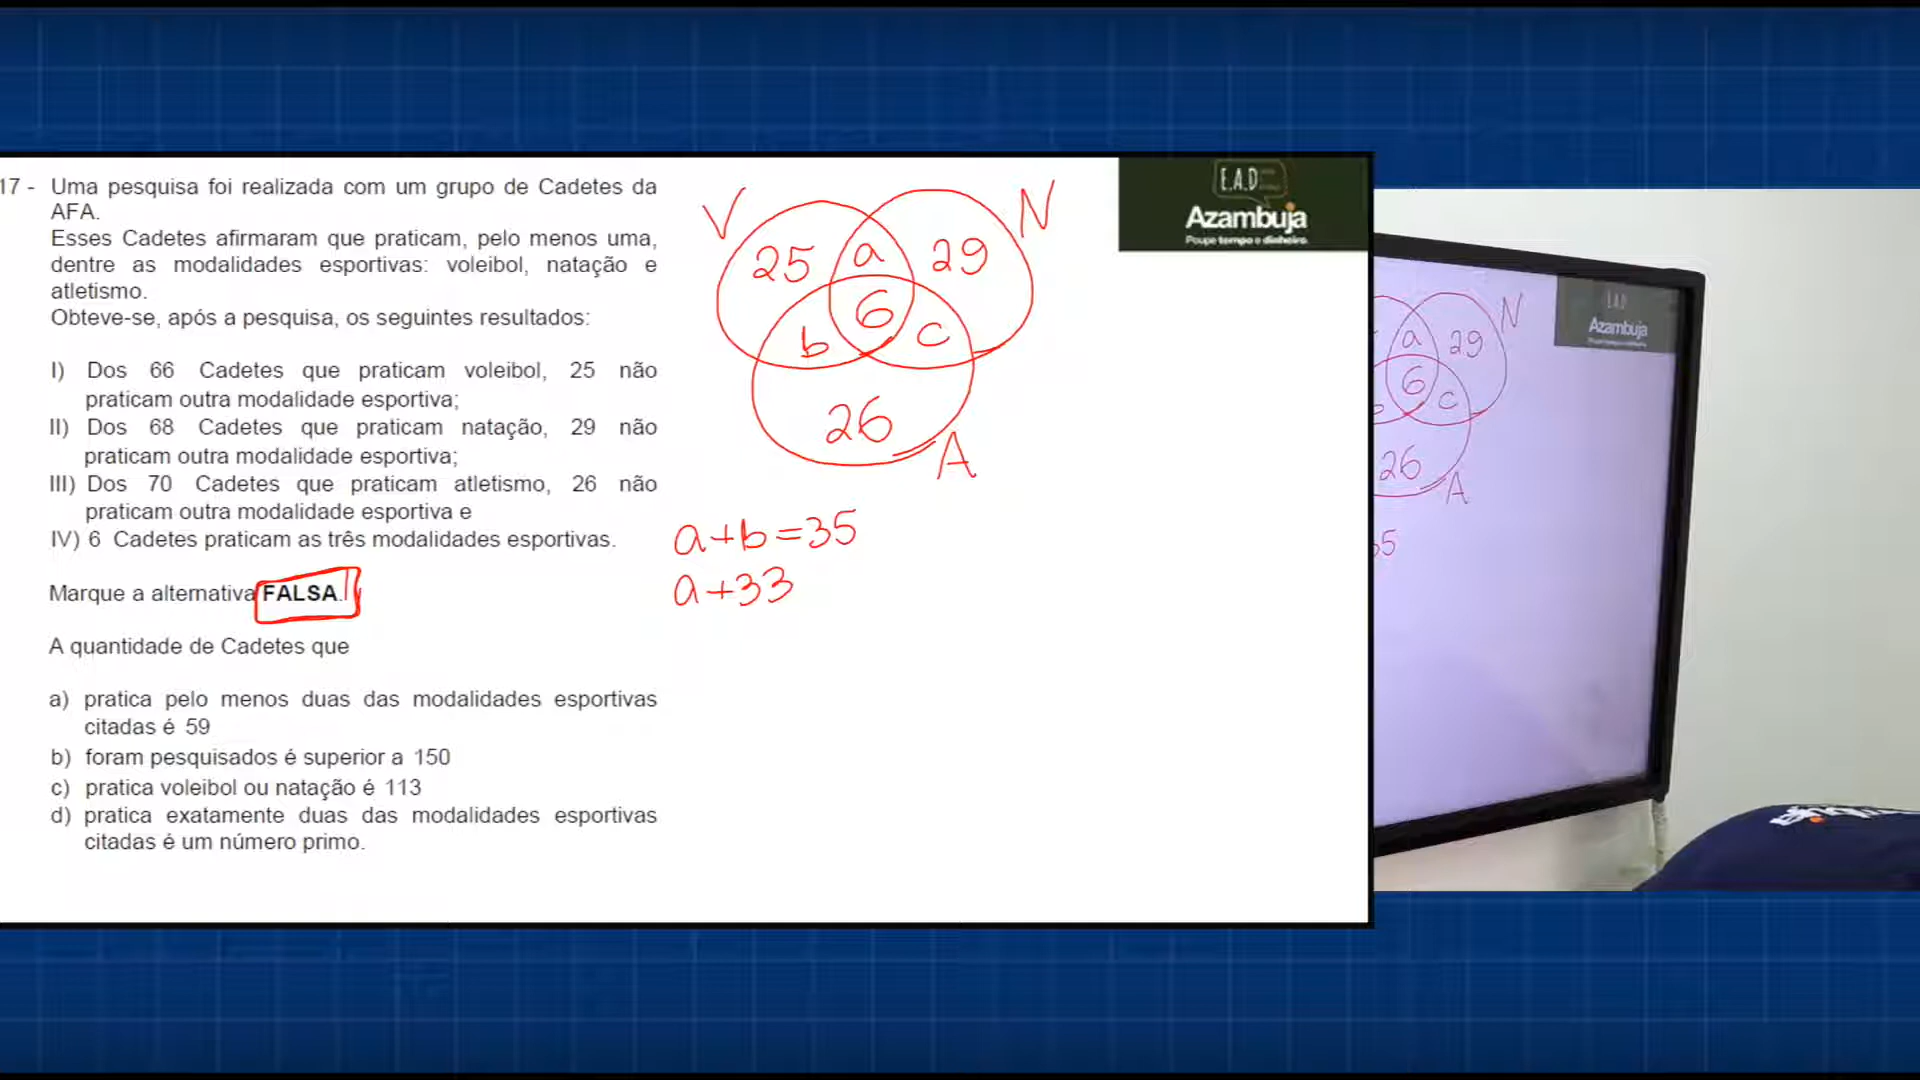 17 - Uma pesquisa foi realizada com um grupo de Cadetes da
AFA.
Esses Cadetes afirmaram que praticam, pelo menos uma,
dentre as modalidades esportivas: voleibol, natação e
atletismo.
Obteve-se, após a pesquisa, os seguintes resultados:
I) Dos 66 Cadetes que praticam voleibol, 25 não
praticam outra modalidade esportiva;
II) Dos 68 Cadetes que praticam natação, 29 não
praticam outra modalidade esportiva;
III) Dos 70 Cadetes que praticam atletismo, 26 não
praticam outra modalidade esportiva e
IV) 6 Cadetes praticam as três modalidades esportivas.
Marque a alternativa FALSA.
A quantidade de Cadetes que
a) pratica pelo menos duas das modalidades esportivas
citadas é 59
b) foram pesquisados é superior a 150
c) pratica voleibol ou natação é 113
d) pratica exatamente duas das modalidades esportivas
citadas é um número primo.
V N
25 a 29
6
b c
26
A
a+b=35
a+33
E.A.D
Azambuja
Poupe tempo e dinheiro.
N
a 29
6
c
26
A
35
E.A.D
Azambuja